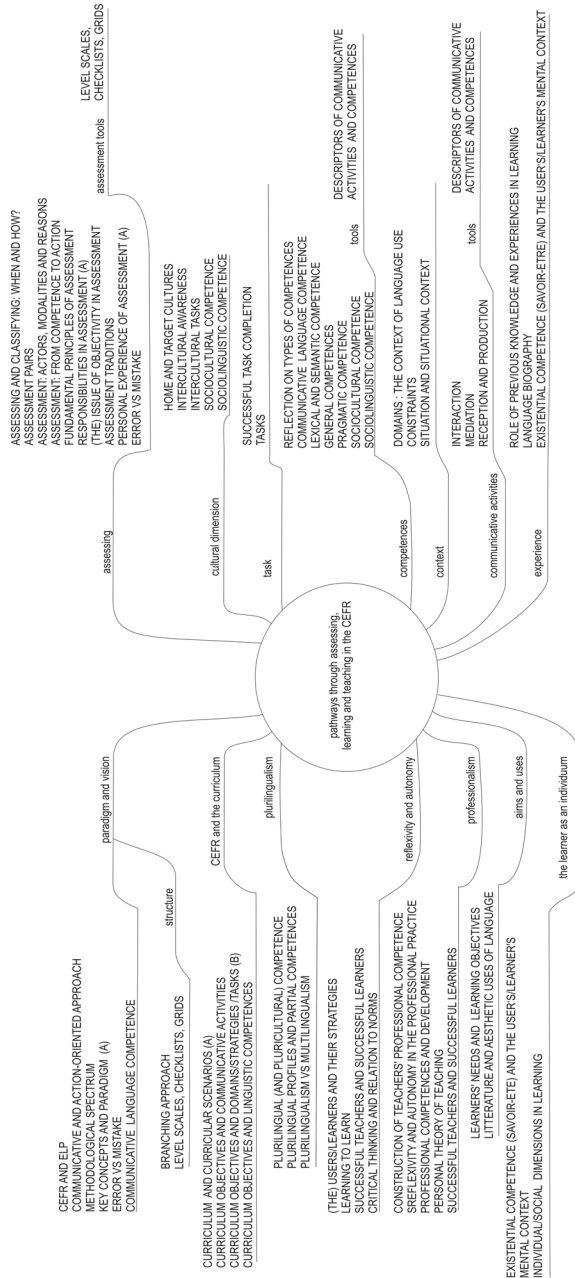 ASSESSING AND CLASSIFYING: WHEN AND HOW?
ASSESSMENT PAIRS
ASSESSMENT: ACTORS, MODALITIES AND REASONS
ASSESSMENT: FROM COMPETENCE TO ACTION
FUNDAMENTAL PRINCIPLES OF ASSESSMENT
RESPONSIBILITIES IN ASSESSMENT (A)
(THE) ISSUE OF OBJECTIVITY IN ASSESSMENT
ASSESSMENT TRADITIONS
PERSONAL EXPERIENCE OF ASSESSMENT (A)
ERROR VS MISTAKE
assessing
assessment tools
LEVEL SCALES,
CHECKLISTS, GRIDS
HOME AND TARGET CULTURES
INTERCULTURAL AWARENESS
INTERCULTURAL TASKS
SOCIOCULTURAL COMPETENCE
SOCIOLINGUISTIC COMPETENCE
cultural dimension
SUCCESSFUL TASK COMPLETION
TASKS
task
REFLECTION ON TYPES OF COMPETENCES
COMMUNICATIVE LANGUAGE COMPETENCE
LEXICAL AND SEMANTIC COMPETENCE
GENERAL COMPETENCES
PRAGMATIC COMPETENCE
SOCIOCULTURAL COMPETENCE
SOCIOLINGUISTIC COMPETENCE
competences
tools
DESCRIPTORS OF COMMUNICATIVE
ACTIVITIES AND COMPETENCES
DOMAINS : THE CONTEXT OF LANGUAGE USE
CONSTRAINTS
SITUATION AND SITUATIONAL CONTEXT
context
INTERACTION
MEDIATION
RECEPTION AND PRODUCTION
communicative activities
tools
DESCRIPTORS OF COMMUNICATIVE
ACTIVITIES AND COMPETENCES
ROLE OF PREVIOUS KNOWLEDGE AND EXPERIENCES IN LEARNING
LANGUAGE BIOGRAPHY
EXISTENTIAL COMPETENCE (SAVOIR-ETRE) AND THE USER'S/LEARNER'S MENTAL CONTEXT
experience
pathways through assessing,
learning and teaching in the CEFR
paradigm and vision
CEFR AND ELP
COMMUNICATIVE AND ACTION-ORIENTED APPROACH
METHODOLOGICAL SPECTRUM
KEY CONCEPTS AND PARADIGM (A)
ERROR VS MISTAKE
COMMUNICATIVE LANGUAGE COMPETENCE
structure
BRANCHING APPROACH
LEVEL SCALES, CHECKLISTS, GRIDS
CEFR and the curriculum
CURRICULUM AND CURRICULAR SCENARIOS (A)
CURRICULUM OBJECTIVES AND COMMUNICATIVE ACTIVITIES
CURRICULUM OBJECTIVES AND DOMAINS/STRATEGIES /TASKS (B)
CURRICULUM OBJECTIVES AND LINGUISTIC COMPETENCES
plurilingualism
PLURILINGUAL (AND PLURICULTURAL) COMPETENCE
PLURILINGUAL PROFILES AND PARTIAL COMPETENCES
PLURILINGUALISM VS MULTILINGUALISM
reflexivity and autonomy
(THE) USERS/LEARNERS AND THEIR STRATEGIES
LEARNING TO LEARN
SUCCESSFUL TEACHERS AND SUCCESSFUL LEARNERS
CRITICAL THINKING AND RELATION TO NORMS
professionalism
CONSTRUCTION OF TEACHERS' PROFESSIONAL COMPETENCE
SREFLEXIVITY AND AUTONOMY IN THE PROFESSIONAL PRACTICE
PROFESSIONAL COMPETENCES AND DEVELOPMENT
PERSONAL THEORY OF TEACHING
SUCCESSFUL TEACHERS AND SUCCESSFUL LEARNERS
aims and uses
LEARNERS' NEEDS AND LEARNING OBJECTIVES
LITTERATURE AND AESTHETIC USES OF LANGUAGE
the learner as an individuum
EXISTENTIAL COMPETENCE (SAVOIR-ETE) AND THE USER'S/LEARNER'S
MENTAL CONTEXT
INDIVIDUAL/SOCIAL DIMENSIONS IN LEARNING